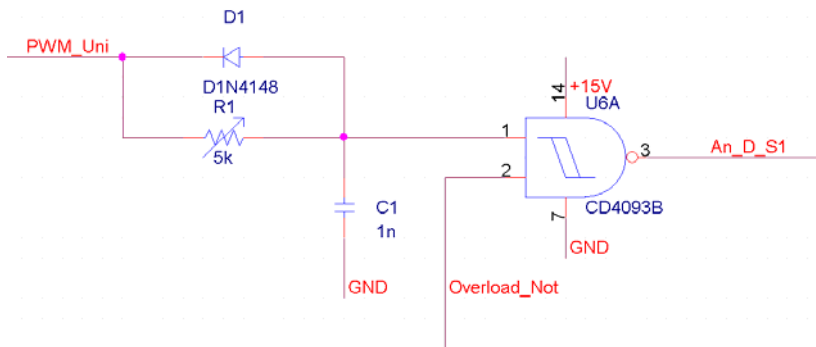 D1
PWM_Uni
D1N4148
R1
5k
C1
1n
GND
14
+15V
U6A
1
2
3
An_D_S1
CD4093B
7
GND
Overload_Not